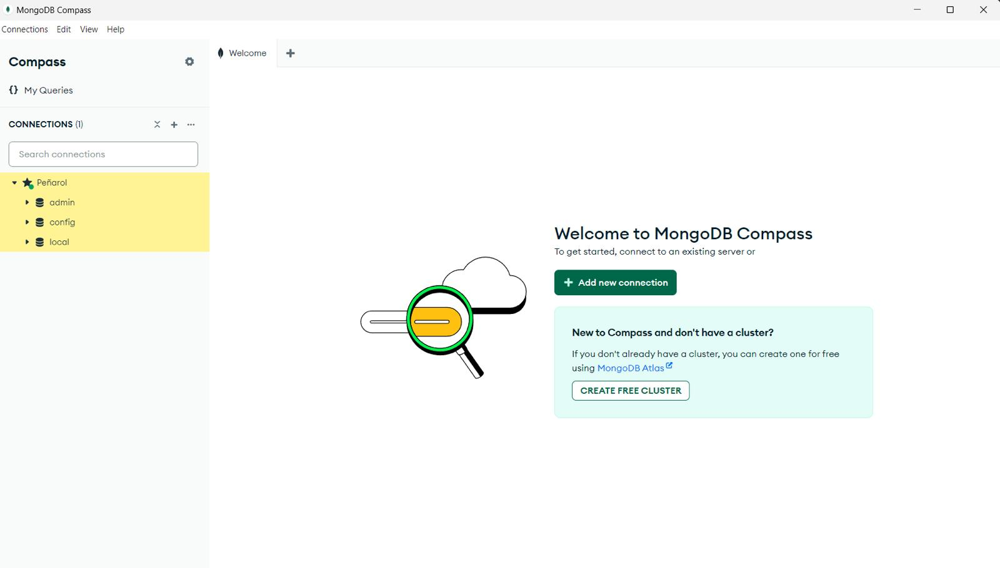 MongoDB Compass
Connections Edit View Help
Compass
Welcome
{} My Queries
CONNECTIONS (1)
Search connections
Peñarol
admin
config
local
Welcome to MongoDB Compass
To get started, connect to an existing server or
Add new connection
New to Compass and don't have a cluster?
If you don't already have a cluster, you can create one for free
using MongoDB Atlas
CREATE FREE CLUSTER